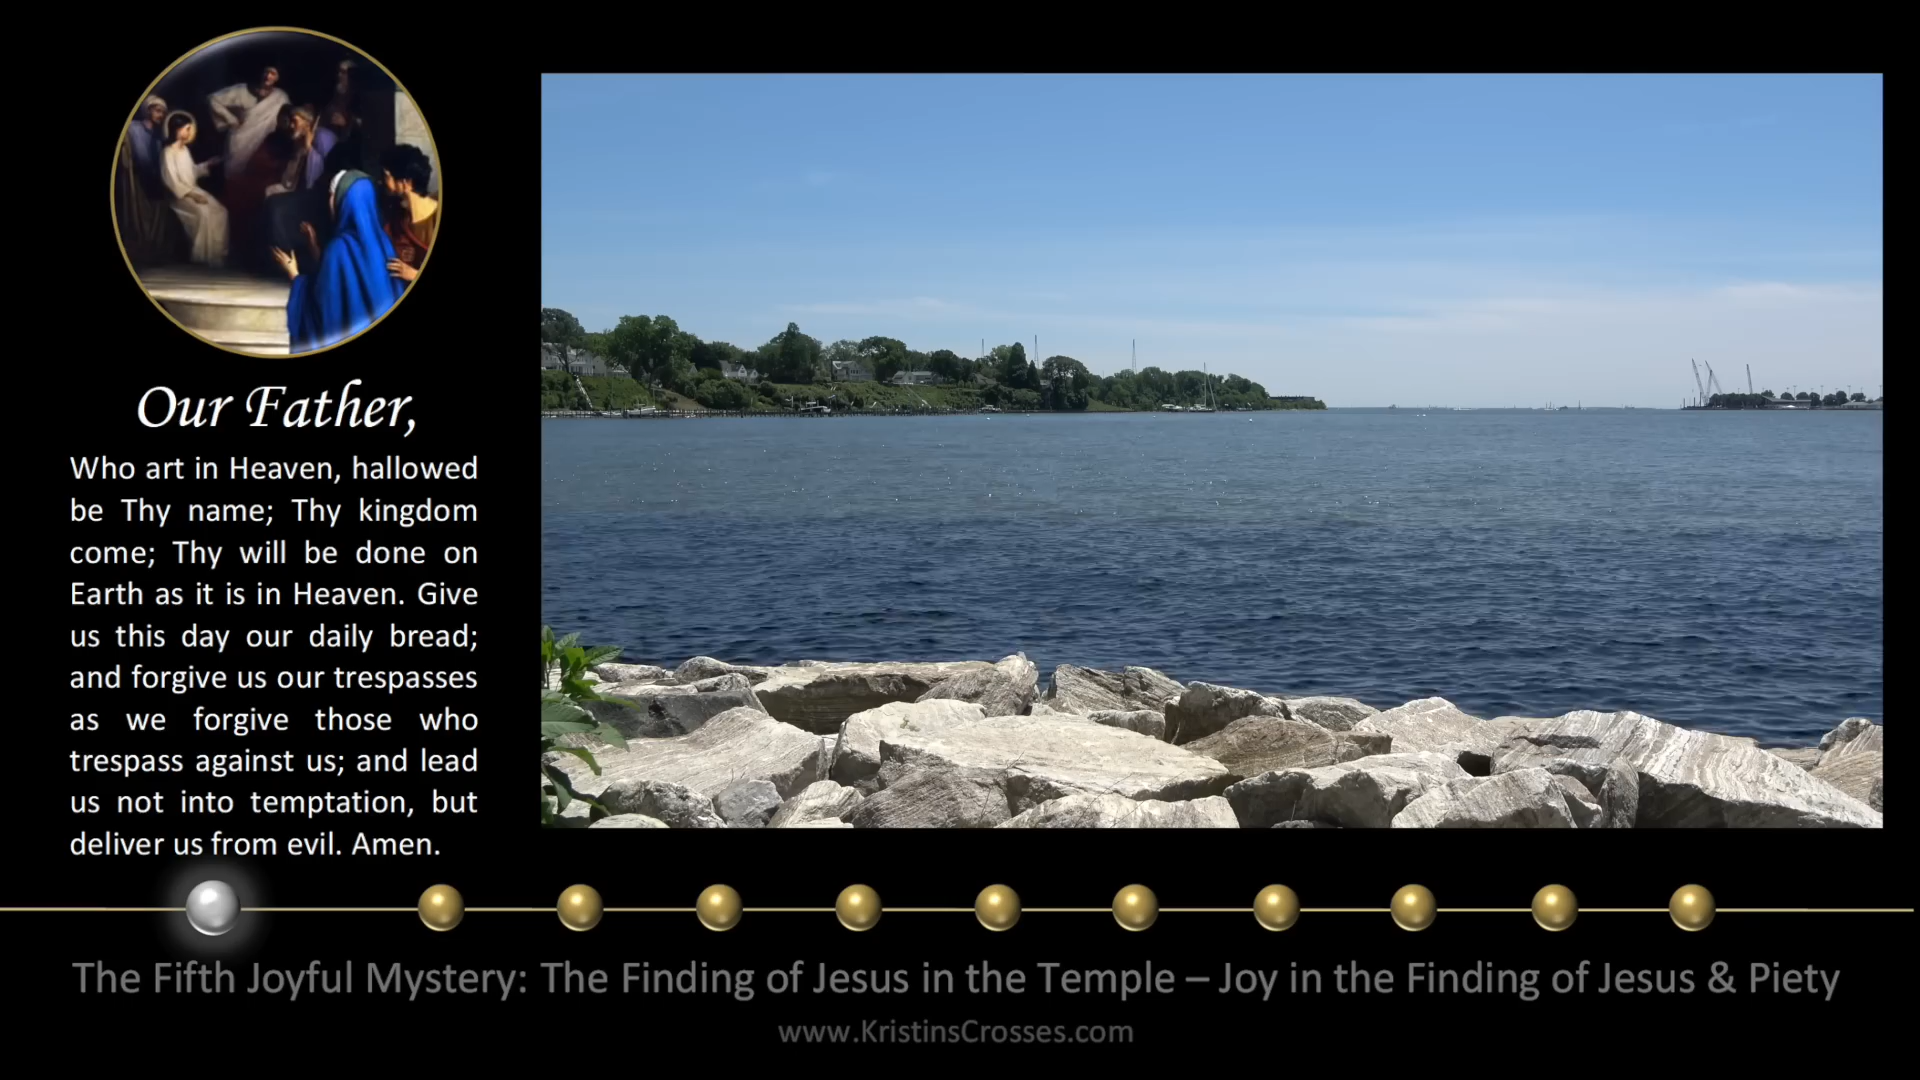 Our Father,
Who art in Heaven, hallowed
be Thy name; Thy kingdom
come; Thy will be done on
Earth as it is in Heaven. Give
us this day our daily bread;
and forgive us our trespasses
as we forgive those who
trespass against us; and lead
us not into temptation, but
deliver us from evil. Amen.
The Fifth Joyful Mystery: The Finding of Jesus in the Temple – Joy in the Finding of Jesus & Piety
www.KristinsCrosses.com